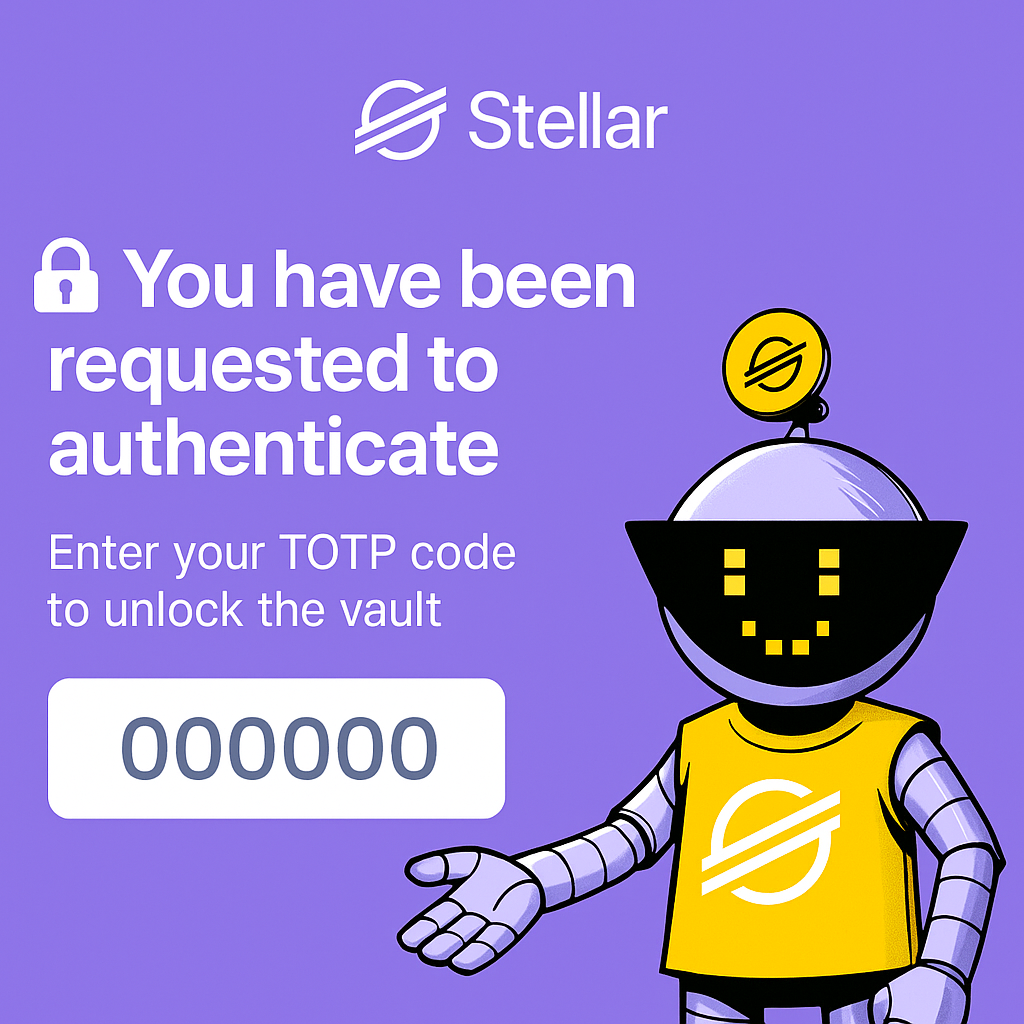 Stellar
You have been
requested to
authenticate
Enter your TOTP code
to unlock the vault
000000